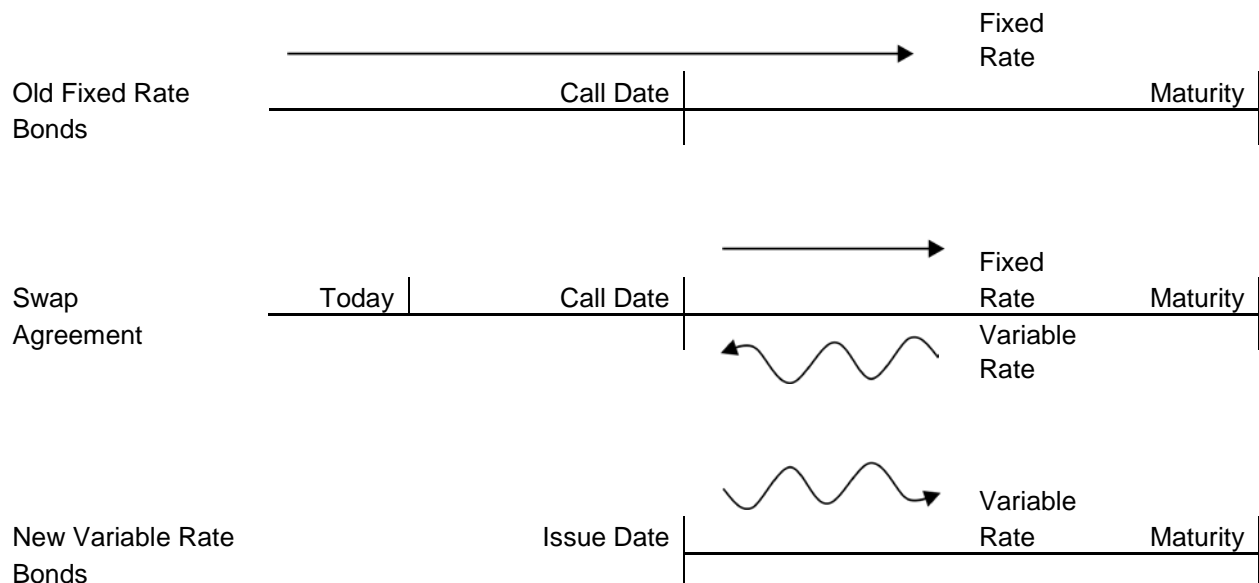 Fixed
Rate
Old Fixed Rate Call Date Maturity
Bonds
Fixed
Swap Today Call Date Rate Maturity
Agreement Variable
Rate
Variable
New Variable Rate Issue Date Rate Maturity
Bonds